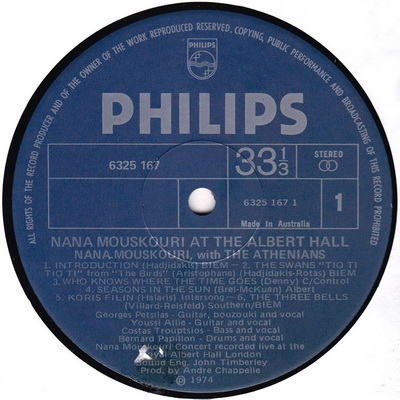 ALL RIGHTS OF THE RECORD PRODUCER AND OF THE OWNER OF THE WORK REPRODUCED RESERVED. COPYING, PUBLIC PERFORMANCE AND BROADCASTING OF THIS RECORD PROHIBITED
PHILIPS
PHILIPS
6325 167
33 1/3
STEREO
6325 167 1
Made in Australia
1
NANA MOUSKOURI AT THE ALBERT HALL
NANA MOUSKOURI, with THE ATHENIANS
1. INTRODUCTION (Hadjidakis) BIEM — 2. THE SWANS "TIO TI
TIO TI" from "The Birds" (Aristophane) (Hadjidakis-Rotas) BIEM
3. WHO KNOWS WHERE THE TIME GOES (Denny) C/Control
4. SEASONS IN THE SUN (Brel-McKuen) Albert
5. KORIS FILIN (Halaris) Intersong — 6. THE THREE BELLS
(Villard-Reisfeld) Southern/BIEM
Georges Petsilas - Guitar, bouzouki and vocal
Youssi Allie - Guitar and vocal
Costas Trouptsios - Bass and vocal
Bernard Papillon - Drums and vocal
Nana Mouskouri Concert recorded live at the
Albert Hall London
Sound Eng. John Timberley
Prod. by Andre Chappelle
℗ 1974